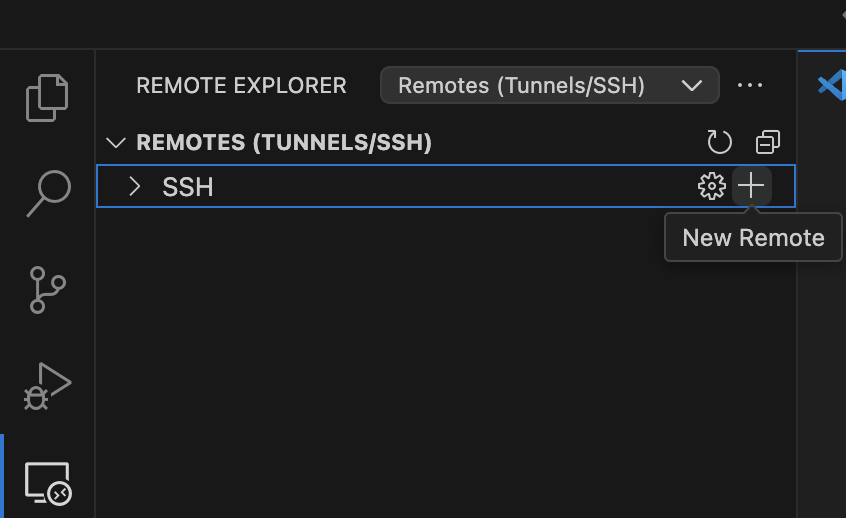 REMOTE EXPLORER Remotes (Tunnels/SSH)
REMOTES (TUNNELS/SSH)
SSH
New Remote